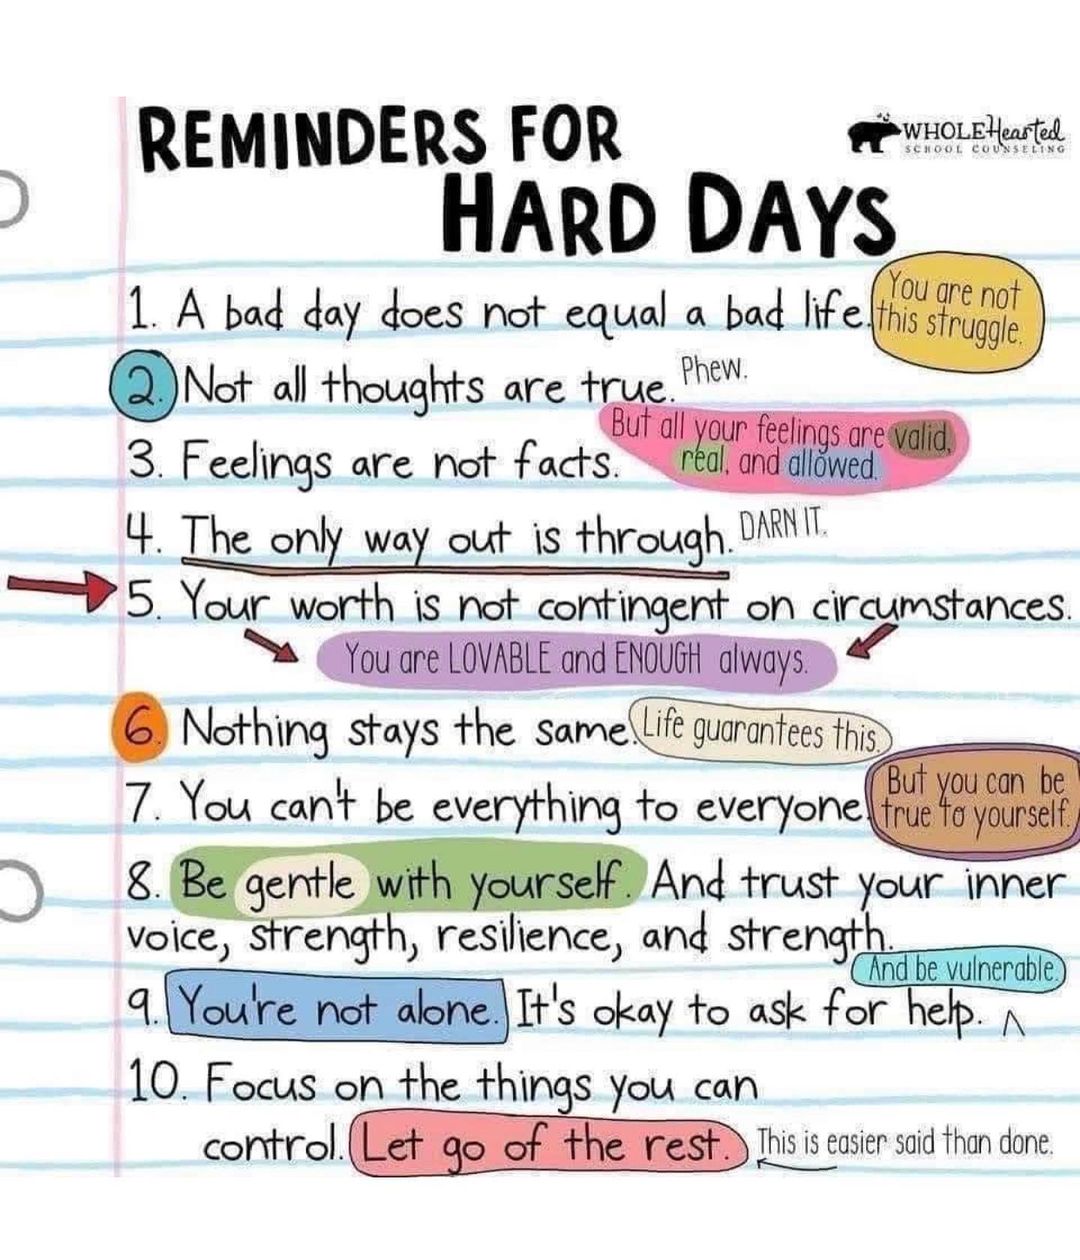 REMINDERS FOR
HARD DAYS
WHOLEHearted
SCHOOL COUNSELING
1. A bad day does not equal a bad life.
You are not
this struggle.
2. Not all thoughts are true. Phew.
3. Feelings are not facts.
But all your feelings are valid,
real, and allowed.
4. The only way out is through. DARN IT.
5. Your worth is not contingent on circumstances.
You are LOVABLE and ENOUGH always.
6. Nothing stays the same. Life guarantees this.
7. You can't be everything to everyone.
But you can be
true to yourself.
8. Be gentle with yourself. And trust your inner
voice, strength, resilience, and strength.
And be vulnerable.
9. You're not alone. It's okay to ask for help.
10. Focus on the things you can
control. Let go of the rest. This is easier said than done.